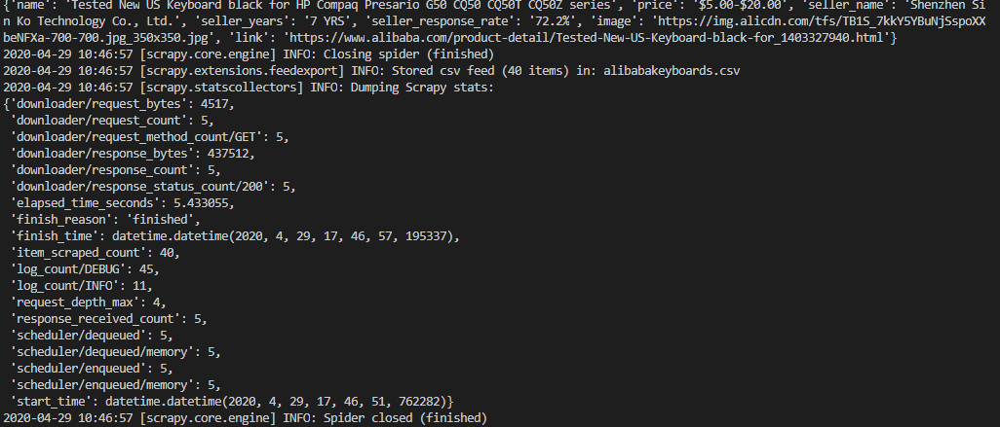 {'name': 'Tested New US Keyboard black for HP Compaq Presario G50 CQ50 CQ50T CQ50Z series', 'price': '$5.00-$20.00', 'seller_name': 'Shenzhen Si
n Ko Technology Co., Ltd.', 'seller_years': '7 YRS', 'seller_response_rate': '72.2%', 'image': 'https://img.alicdn.com/tfs/TB1S_7kkY5YBuNjSspoXX
beNFXa-700-700.jpg_350x350.jpg', 'link': 'https://www.alibaba.com/product-detail/Tested-New-US-Keyboard-black-for_1403327940.html'}
2020-04-29 10:46:57 [scrapy.core.engine] INFO: Closing spider (finished)
2020-04-29 10:46:57 [scrapy.extensions.feedexport] INFO: Stored csv feed (40 items) in: alibabakeyboards.csv
2020-04-29 10:46:57 [scrapy.statscollectors] INFO: Dumping Scrapy stats:
{'downloader/request_bytes': 4517,
'downloader/request_count': 5,
'downloader/request_method_count/GET': 5,
'downloader/response_bytes': 437512,
'downloader/response_count': 5,
'downloader/response_status_count/200': 5,
'elapsed_time_seconds': 5.433055,
'finish_reason': 'finished',
'finish_time': datetime.datetime(2020, 4, 29, 17, 46, 57, 195337),
'item_scraped_count': 40,
'log_count/DEBUG': 45,
'log_count/INFO': 11,
'request_depth_max': 4,
'response_received_count': 5,
'scheduler/dequeued': 5,
'scheduler/dequeued/memory': 5,
'scheduler/enqueued': 5,
'scheduler/enqueued/memory': 5,
'start_time': datetime.datetime(2020, 4, 29, 17, 46, 51, 762282)}
2020-04-29 10:46:57 [scrapy.core.engine] INFO: Spider closed (finished)